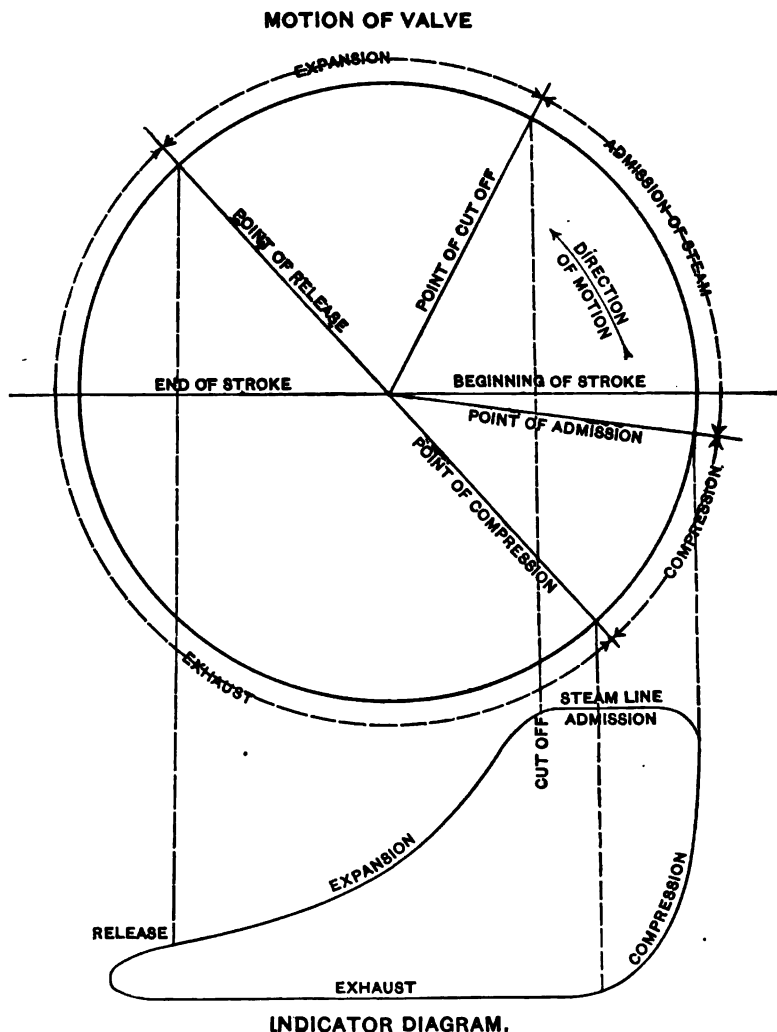 MOTION OF VALVE
EXPANSION
ADMISSION OF STEAM
POINT OF CUT OFF
POINT OF RELEASE
DIRECTION
OF MOTION
END OF STROKE
BEGINNING OF STROKE
POINT OF ADMISSION
POINT OF COMPRESSION
COMPRESSION
EXHAUST
STEAM LINE
ADMISSION
CUT OFF
EXPANSION
COMPRESSION
RELEASE
EXHAUST
INDICATOR DIAGRAM.